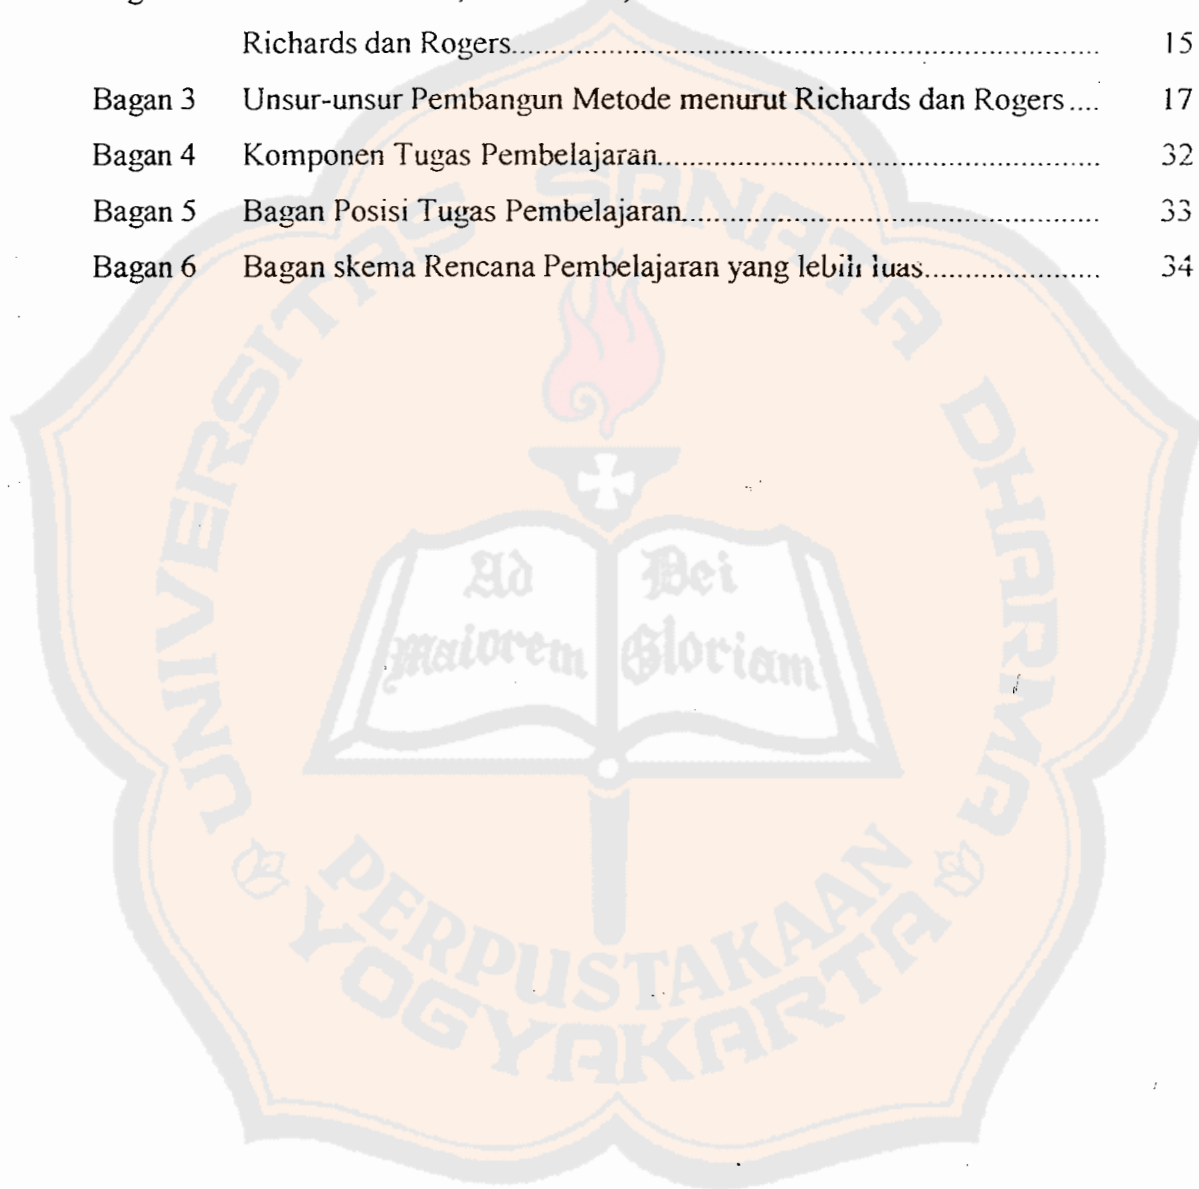 Richards dan Rogers........................................................................ 15
Bagan 3 Unsur-unsur Pembangun Metode menurut Richards dan Rogers .... 17
Bagan 4 Komponen Tugas Pembelajaran...................................................... 32
Bagan 5 Bagan Posisi Tugas Pembelajaran................................................... 33
Bagan 6 Bagan skema Rencana Pembelajaran yang lebih luas..................... 34
UNIVERSITAS SANATA DHARMA
Ad Dei
Maiorem Gloriam
PERPUSTAKAAN
YOGYAKARTA